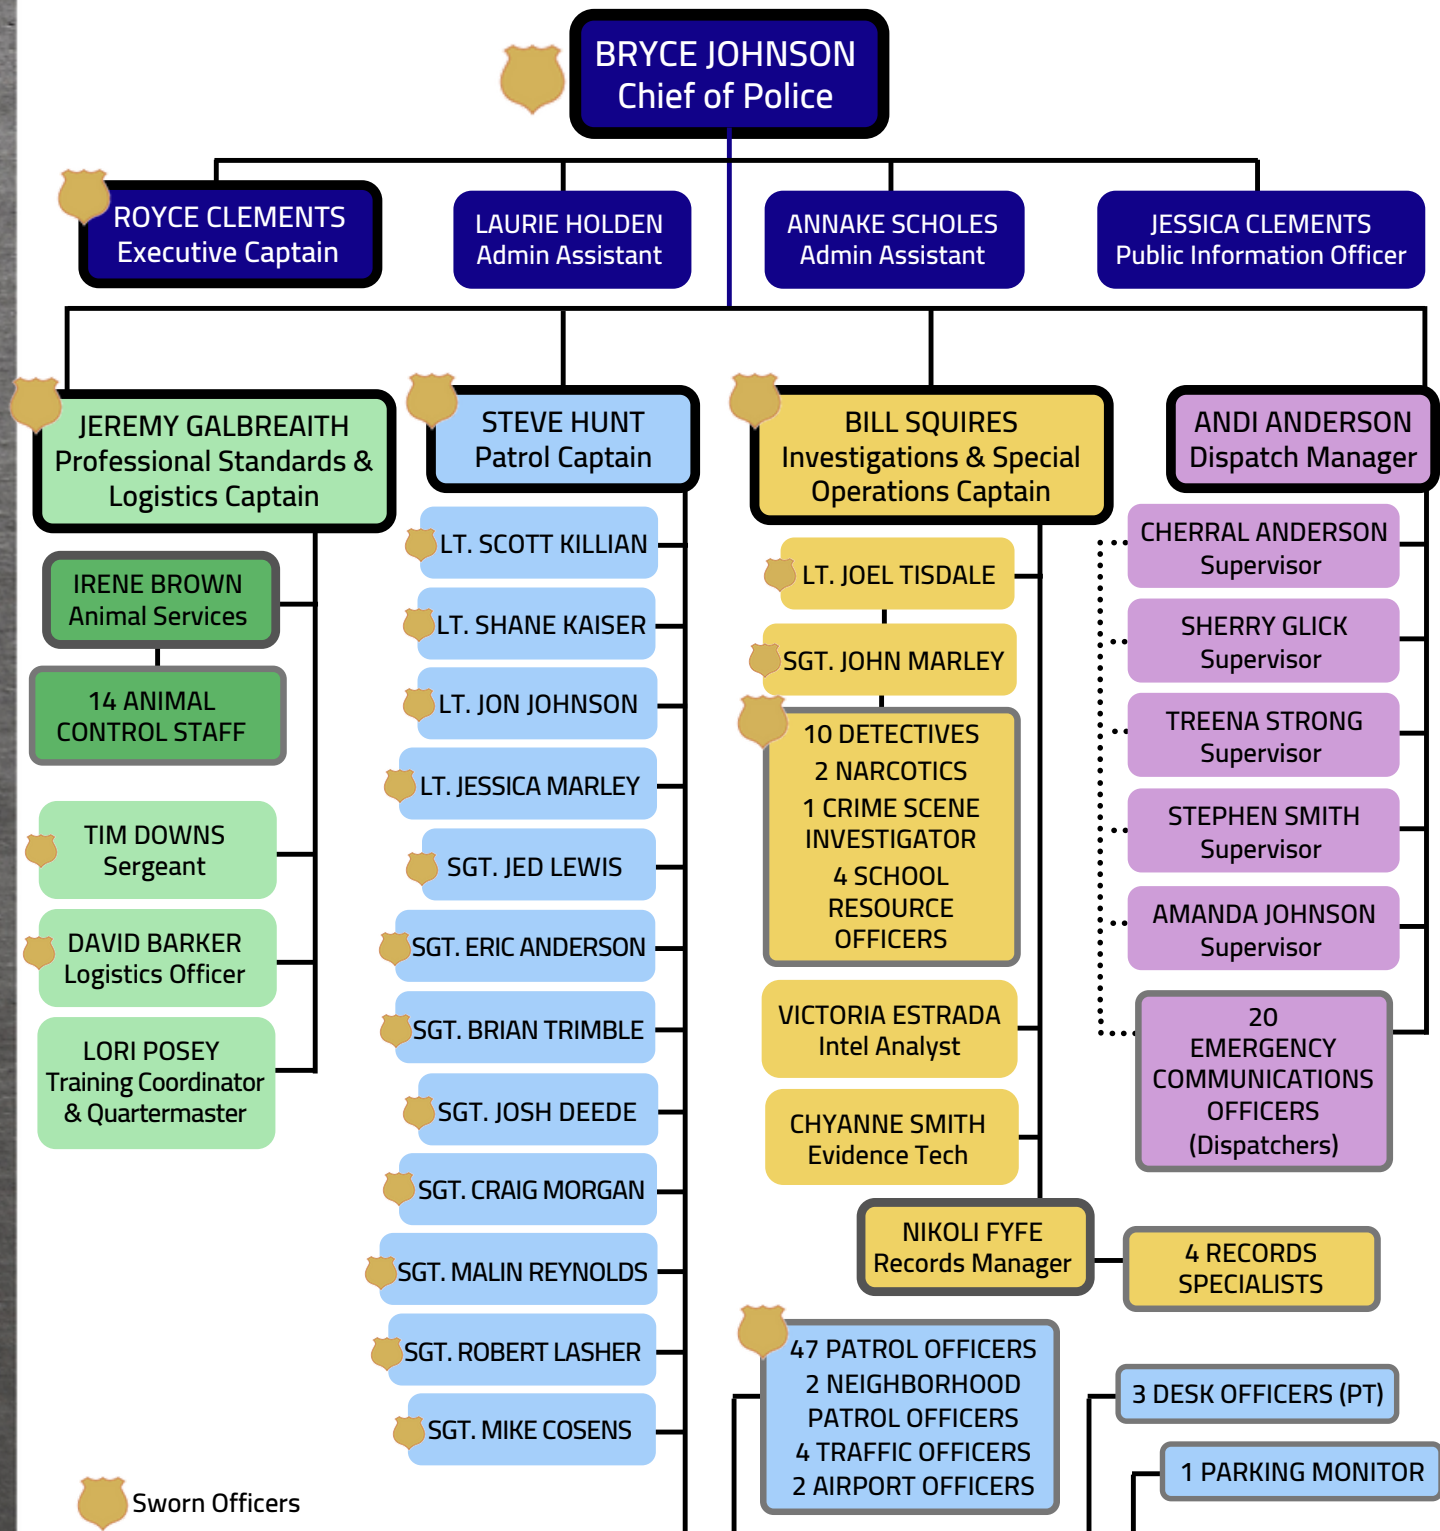 BRYCE JOHNSON
Chief of Police
ROYCE CLEMENTS
Executive Captain
LAURIE HOLDEN
Admin Assistant
ANNAKE SCHOLES
Admin Assistant
JESSICA CLEMENTS
Public Information Officer
JEREMY GALBREAITH
Professional Standards &
Logistics Captain
IRENE BROWN
Animal Services
14 ANIMAL
CONTROL STAFF
TIM DOWNS
Sergeant
DAVID BARKER
Logistics Officer
LORI POSEY
Training Coordinator
& Quartermaster
STEVE HUNT
Patrol Captain
LT. SCOTT KILLIAN
LT. SHANE KAISER
LT. JON JOHNSON
LT. JESSICA MARLEY
SGT. JED LEWIS
SGT. ERIC ANDERSON
SGT. BRIAN TRIMBLE
SGT. JOSH DEEDE
SGT. CRAIG MORGAN
SGT. MALIN REYNOLDS
SGT. ROBERT LASHER
SGT. MIKE COSENS
BILL SQUIRES
Investigations & Special
Operations Captain
LT. JOEL TISDALE
SGT. JOHN MARLEY
10 DETECTIVES
2 NARCOTICS
1 CRIME SCENE
INVESTIGATOR
4 SCHOOL
RESOURCE
OFFICERS
VICTORIA ESTRADA
Intel Analyst
CHYANNE SMITH
Evidence Tech
NIKOLI FYFE
Records Manager
4 RECORDS
SPECIALISTS
ANDI ANDERSON
Dispatch Manager
CHERRAL ANDERSON
Supervisor
SHERRY GLICK
Supervisor
TREENA STRONG
Supervisor
STEPHEN SMITH
Supervisor
AMANDA JOHNSON
Supervisor
20
EMERGENCY
COMMUNICATIONS
OFFICERS
(Dispatchers)
47 PATROL OFFICERS
2 NEIGHBORHOOD
PATROL OFFICERS
4 TRAFFIC OFFICERS
2 AIRPORT OFFICERS
3 DESK OFFICERS (PT)
1 PARKING MONITOR
Sworn Officers